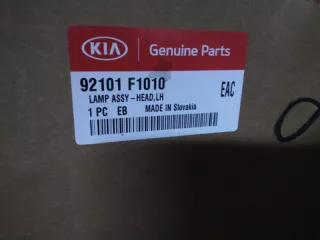 KIA Genuine Parts
92101 F1010
LAMP ASSY-HEAD,LH
EAC
1 PC EB MADE IN Slovakia